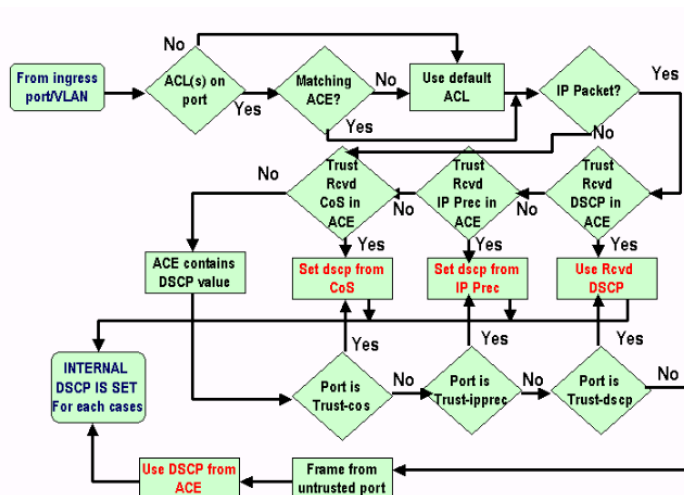 No
From ingress
port/VLAN
ACL(s) on
port
Yes
Matching
ACE?
No
Yes
Use default
ACL
IP Packet?
Yes
No
No
Trust
Rcvd
CoS in
ACE
No
Trust
Rcvd
IP Prec in
ACE
No
Trust
Rcvd
DSCP in
ACE
Yes
Yes
Yes
ACE contains
DSCP value
Set dscp from
CoS
Set dscp from
IP Prec
Use Rcvd
DSCP
Yes
Yes
Yes
INTERNAL
DSCP IS SET
For each cases
Port is
Trust-cos
No
Port is
Trust-ipprec
No
Port is
Trust-dscp
No
Use DSCP from
ACE
Frame from
untrusted port